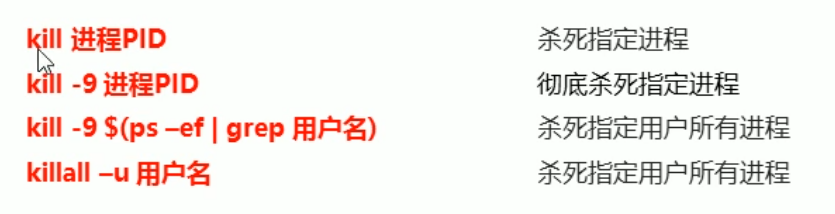 kill 进程PID 杀死指定进程
kill -9 进程PID 彻底杀死指定进程
kill -9 $(ps –ef | grep 用户名) 杀死指定用户所有进程
killall –u 用户名 杀死指定用户所有进程